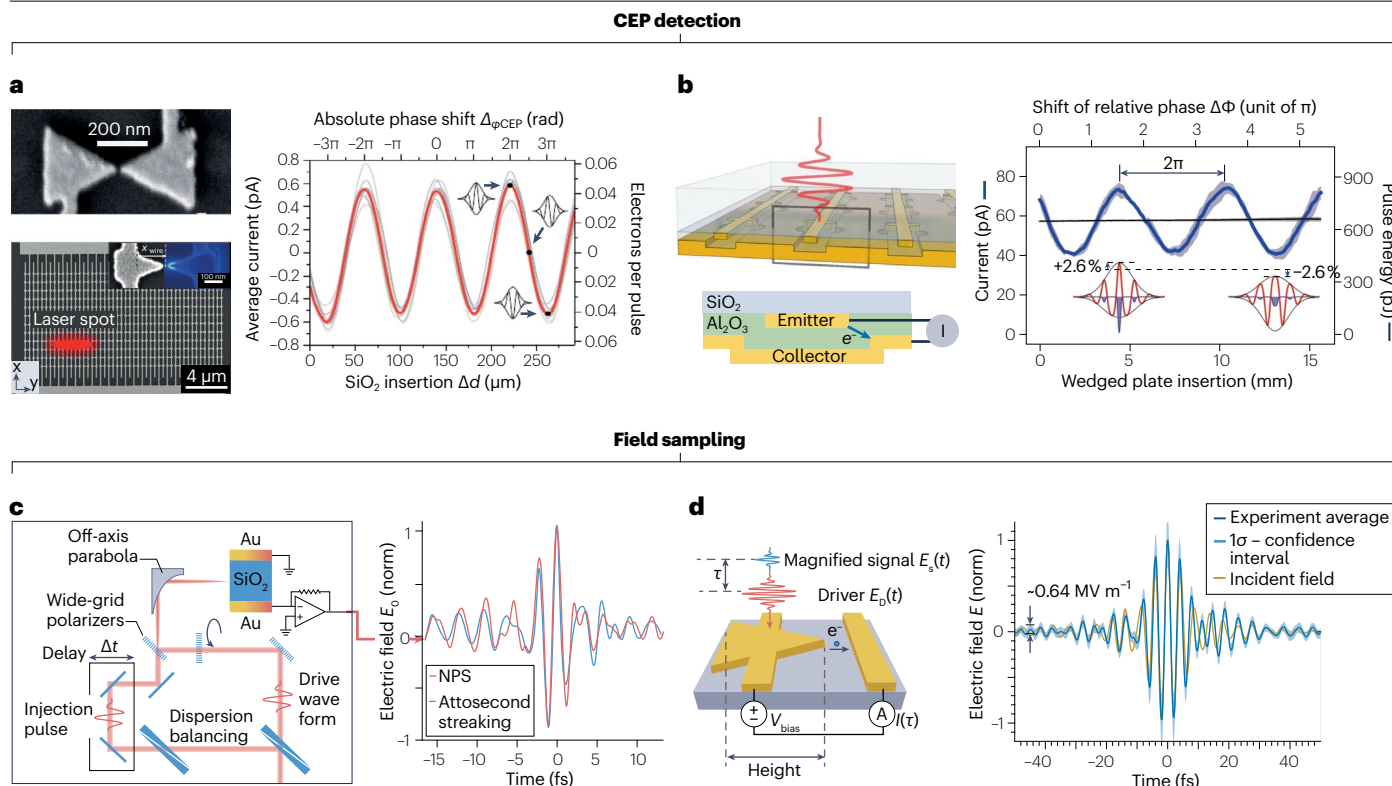 CEP detection
a
200 nm
x wire
100 nm
Laser spot
x
y
4 μm
Absolute phase shift ΔφCEP (rad)
−3π −2π −π 0 π 2π 3π
0.8
0.6
0.4
0.2
0
−0.2
−0.4
−0.6
−0.8
Average current (pA)
0.06
0.04
0.02
0
0.02
0.04
0.06
Electrons per pulse
0 50 100 150 200 250
SiO₂ insertion Δd (μm)
b
SiO₂
Al₂O₃
Emitter
e⁻
Collector
I
Shift of relative phase ΔΦ (unit of π)
0 1 2 3 4 5
2π
80
60
40
20
0
Current (pA)
+2.6%
−2.6%
900
600
300
0
Pulse energy (pJ)
0 5 10 15
Wedged plate insertion (mm)
Field sampling
c
Off-axis
parabola
Au
SiO₂
Au
Wide-grid
polarizers
Delay
Δt
Injection
pulse
Dispersion
balancing
Drive
wave
form
Electric field E₀ (norm)
1
0
−1
NPS
Attosecond
streaking
−15 −10 −5 0 5 10
Time (fs)
d
Magnified signal Eₛ(t)
τ
Driver E_D(t)
e⁻
±
V_bias
A
I(τ)
Height
Experiment average
1σ – confidence
interval
Incident field
~0.64 MV m⁻¹
Electric field E (norm)
1
0
−1
−40 −20 0 20 40
Time (fs)